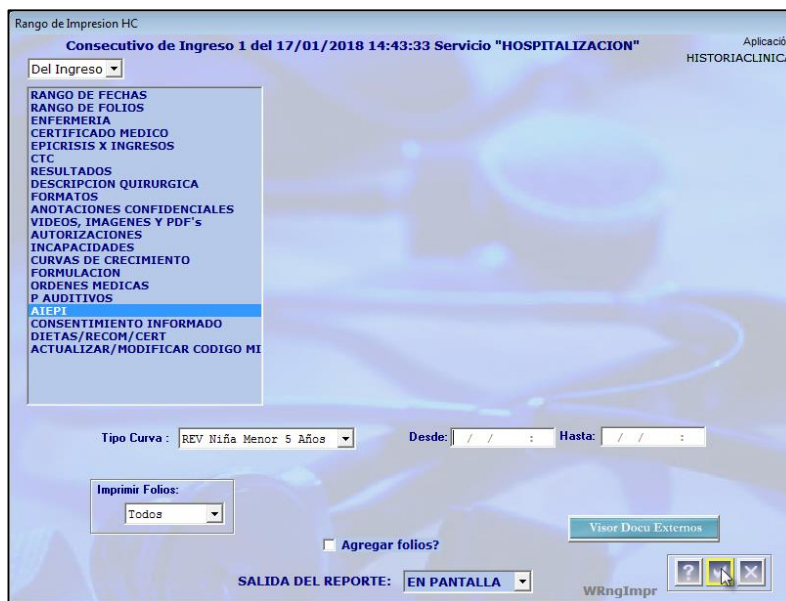 Rango de Impresion HC
Consecutivo de Ingreso 1 del 17/01/2018 14:43:33 Servicio "HOSPITALIZACION"
Aplicació
HISTORIACLINICA
Del Ingreso
RANGO DE FECHAS
RANGO DE FOLIOS
ENFERMERIA
CERTIFICADO MEDICO
EPICRISIS X INGRESOS
CTC
RESULTADOS
DESCRIPCION QUIRURGICA
FORMATOS
ANOTACIONES CONFIDENCIALES
VIDEOS, IMAGENES Y PDF's
AUTORIZACIONES
INCAPACIDADES
CURVAS DE CRECIMIENTO
FORMULACION
ORDENES MEDICAS
P AUDITIVOS
AIEPI
CONSENTIMIENTO INFORMADO
DIETAS/RECOM/CERT
ACTUALIZAR/MODIFICAR CODIGO MI
Tipo Curva : REV Niña Menor 5 Años Desde: / / : Hasta: / / :
Imprimir Folios:
Todos
Visor Docu Externos
Agregar folios?
SALIDA DEL REPORTE: EN PANTALLA
WRngImpr
?